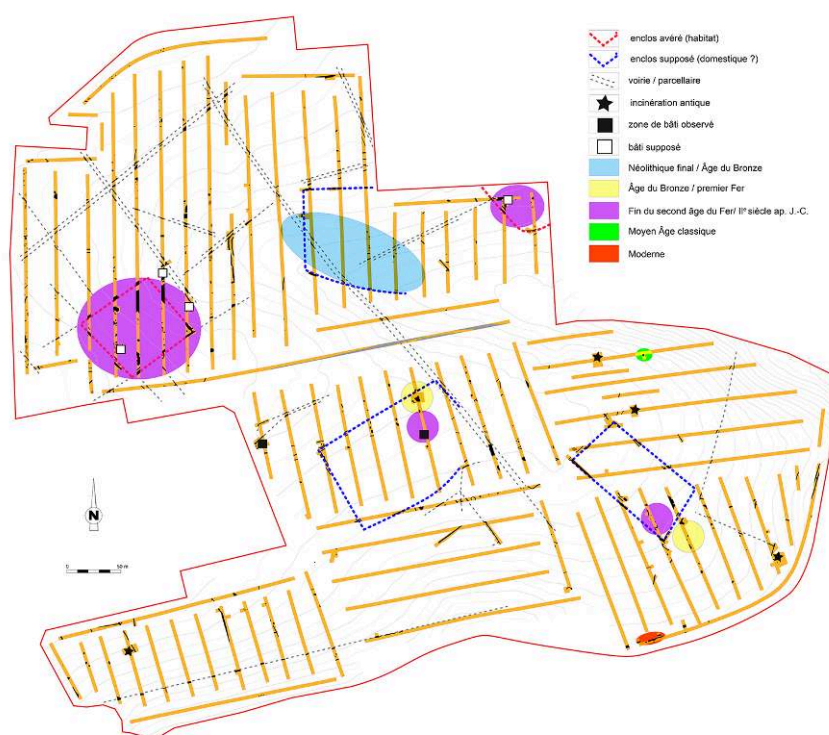 enclos avéré (habitat)
enclos supposé (domestique ?)
voirie / parcellaire
incinération antique
zone de bâti observé
bâti supposé
Néolithique final / Âge du Bronze
Âge du Bronze / premier Fer
Fin du second âge du Fer/ IIᵉ siècle ap. J.-C.
Moyen Âge classique
Moderne
N
0 50 m